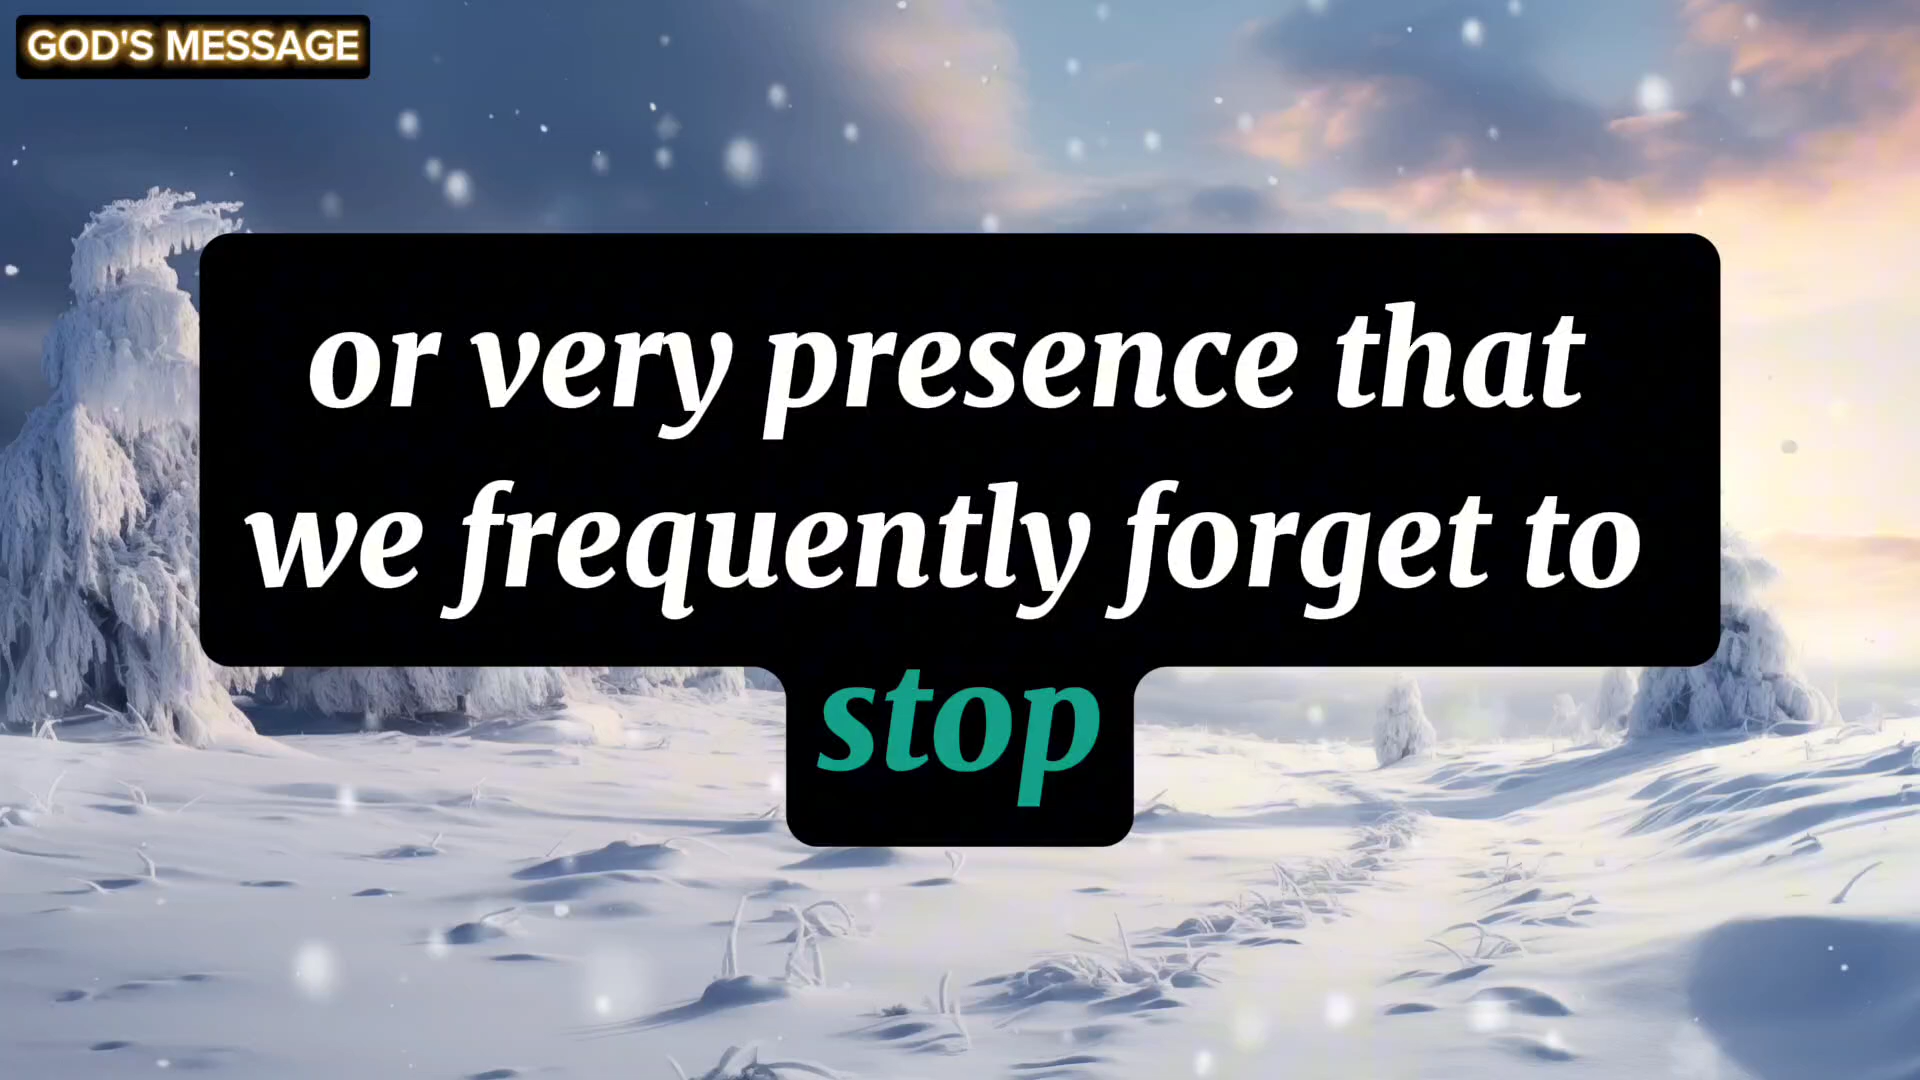 GOD'S MESSAGE
or very presence that
we frequently forget to
stop